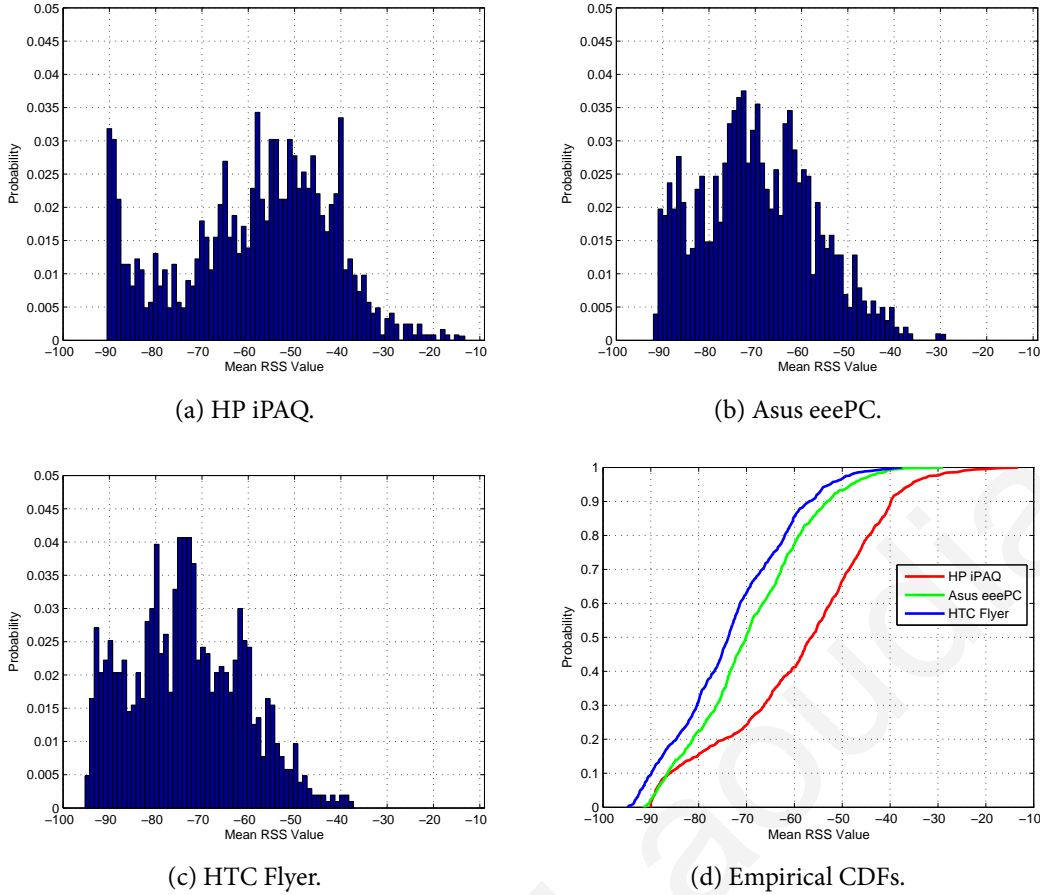 0.05
0.045
0.04
0.035
0.03
0.025
0.02
0.015
0.01
0.005
0
Probability
−100 −90 −80 −70 −60 −50 −40 −30 −20 −10
Mean RSS Value
(a) HP iPAQ.
0.05
0.045
0.04
0.035
0.03
0.025
0.02
0.015
0.01
0.005
0
Probability
−100 −90 −80 −70 −60 −50 −40 −30 −20 −10
Mean RSS Value
(b) Asus eeePC.
0.05
0.045
0.04
0.035
0.03
0.025
0.02
0.015
0.01
0.005
0
Probability
−100 −90 −80 −70 −60 −50 −40 −30 −20 −10
Mean RSS Value
(c) HTC Flyer.
1
0.9
0.8
0.7
0.6
0.5
0.4
0.3
0.2
0.1
0
Probability
HP iPAQ
Asus eeePC
HTC Flyer
−100 −90 −80 −70 −60 −50 −40 −30 −20 −10
Mean RSS Value
(d) Empirical CDFs.